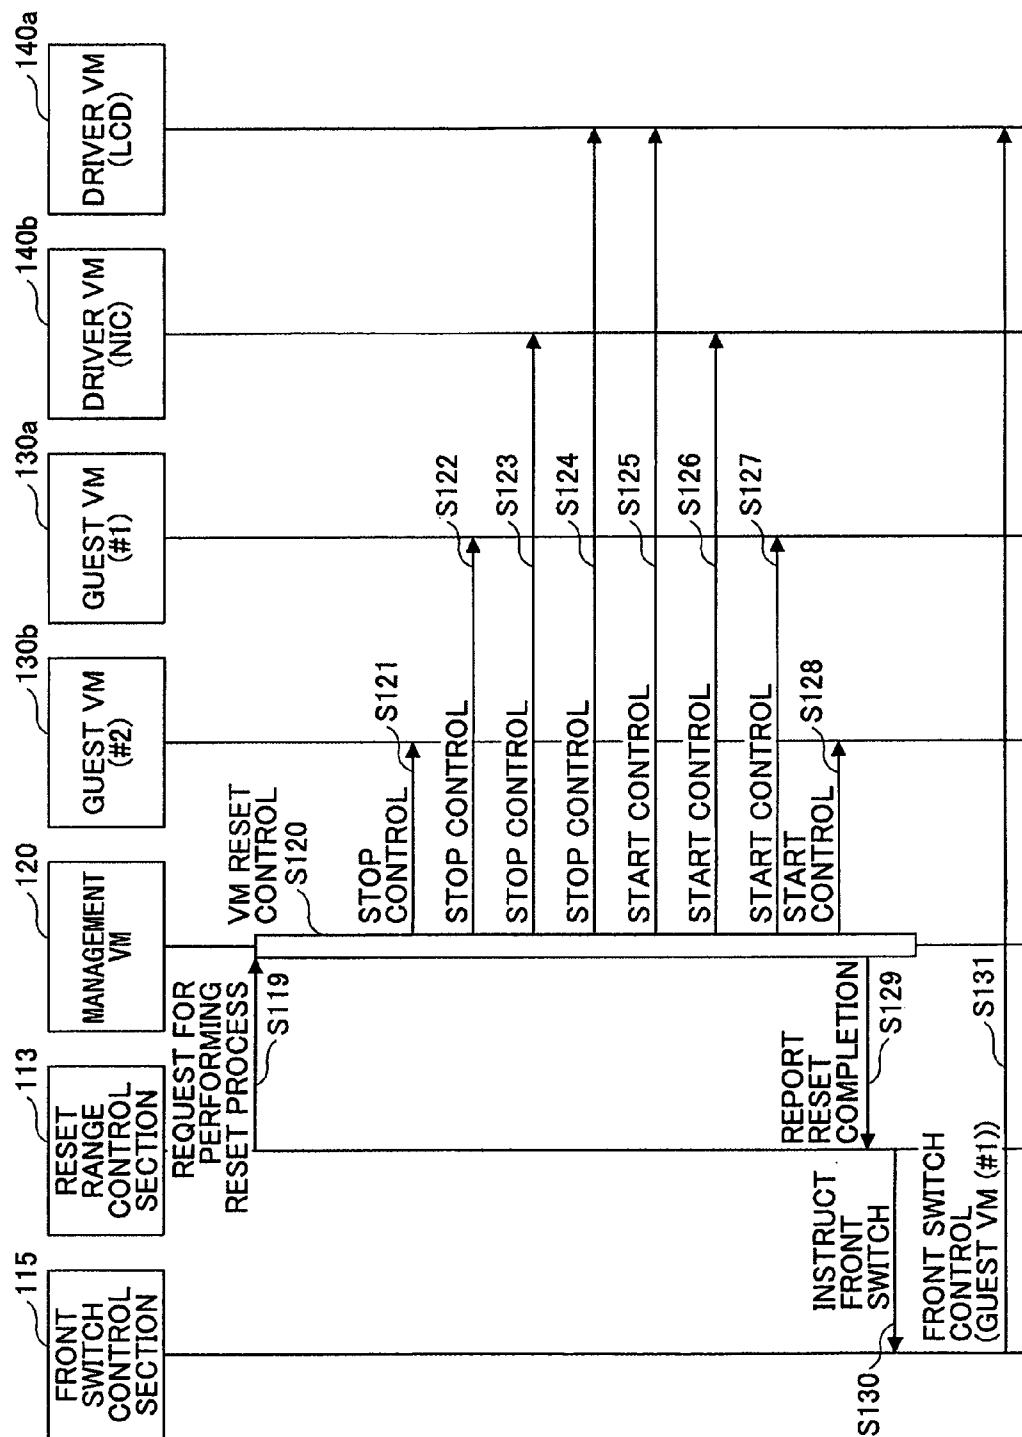 115
FRONT
SWITCH
CONTROL
SECTION
113
RESET
RANGE
CONTROL
SECTION
120
MANAGEMENT
VM
130b
GUEST VM
(#2)
130a
GUEST VM
(#1)
140b
DRIVER VM
(NIC)
140a
DRIVER VM
(LCD)
REQUEST FOR
PERFORMING
RESET PROCESS
S119
VM RESET
CONTROL
S120
STOP
CONTROL
S121
STOP CONTROL
S122
STOP CONTROL
S123
STOP CONTROL
S124
START CONTROL
S125
START CONTROL
S126
START CONTROL
S127
START
CONTROL
S128
REPORT
RESET
COMPLETION
S129
INSTRUCT
FRONT
SWITCH
S130
FRONT SWITCH
CONTROL
(GUEST VM (#1))
S131